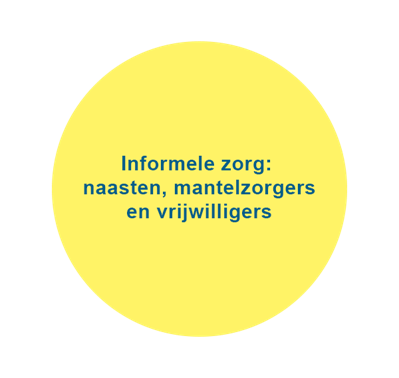 Informele zorg:
naasten, mantelzorgers
en vrijwilligers